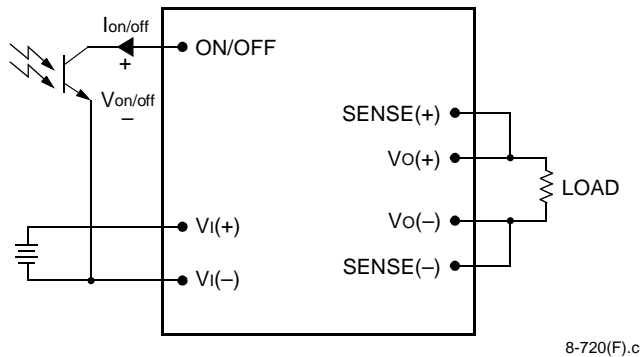 Ion/off
ON/OFF
+
Von/off
–
SENSE(+)
VO(+)
LOAD
VI(+)
VO(–)
VI(–)
SENSE(–)
8-720(F).c